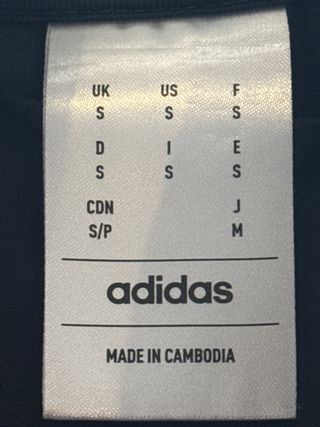 UK US F
S S S
D I E
S S S
CDN J
S/P M
adidas
MADE IN CAMBODIA